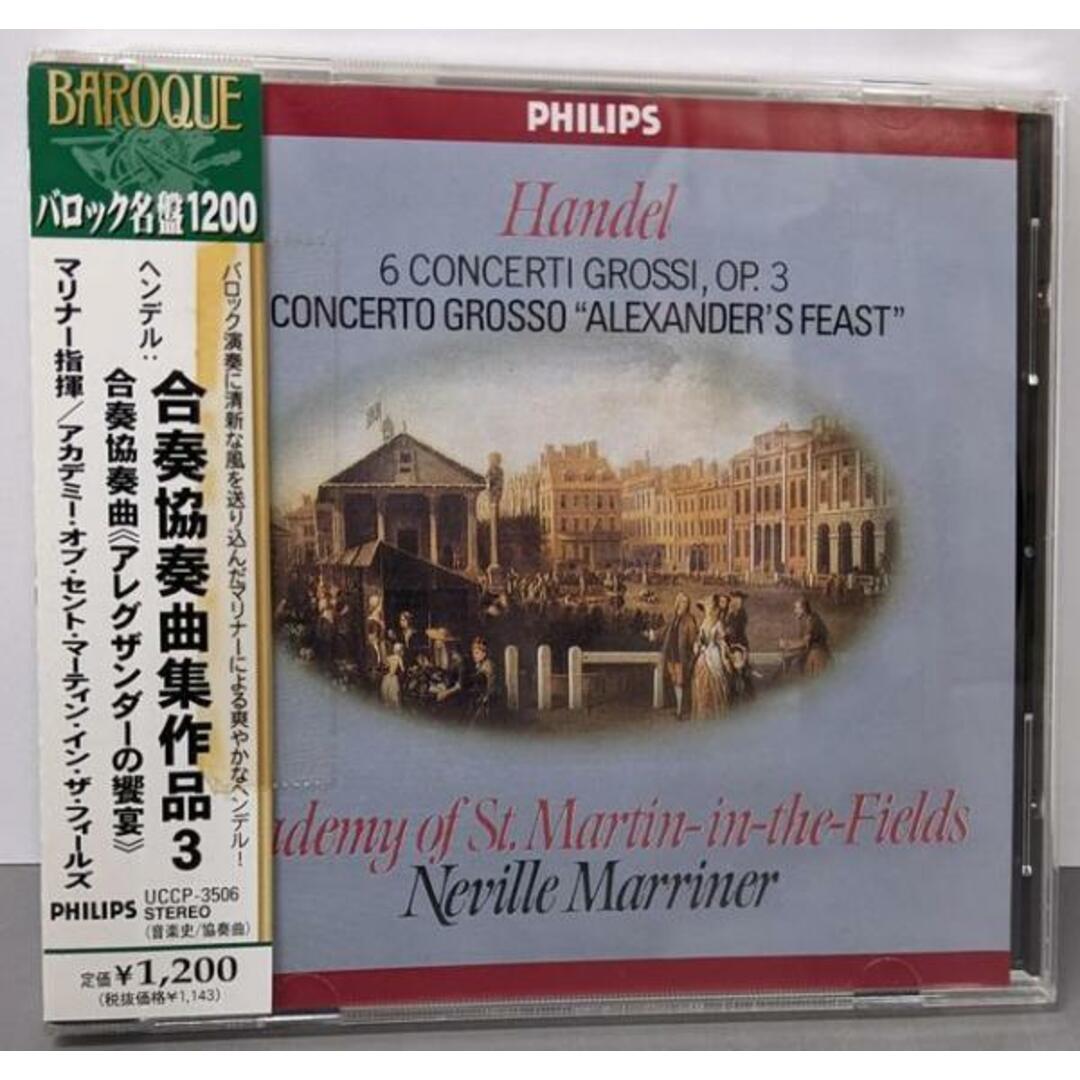 BAROQUE
バロック名盤1200
バロック演奏に清新な風を送り込んだマリナーによる爽やかなヘンデル!
ヘンデル:
合奏協奏曲集作品3
合奏協奏曲《アレグザンダーの饗宴》
マリナー指揮/アカデミー・オブ・セント・マーティン・イン・ザ・フィールズ
PHILIPS
UCCP-3506
STEREO
(音楽史/協奏曲)
定価¥1,200
(税抜価格¥1,143)
PHILIPS
Handel
6 CONCERTI GROSSI, OP. 3
CONCERTO GROSSO “ALEXANDER'S FEAST”
ademy of St. Martin-in-the-Fields
Neville Marriner